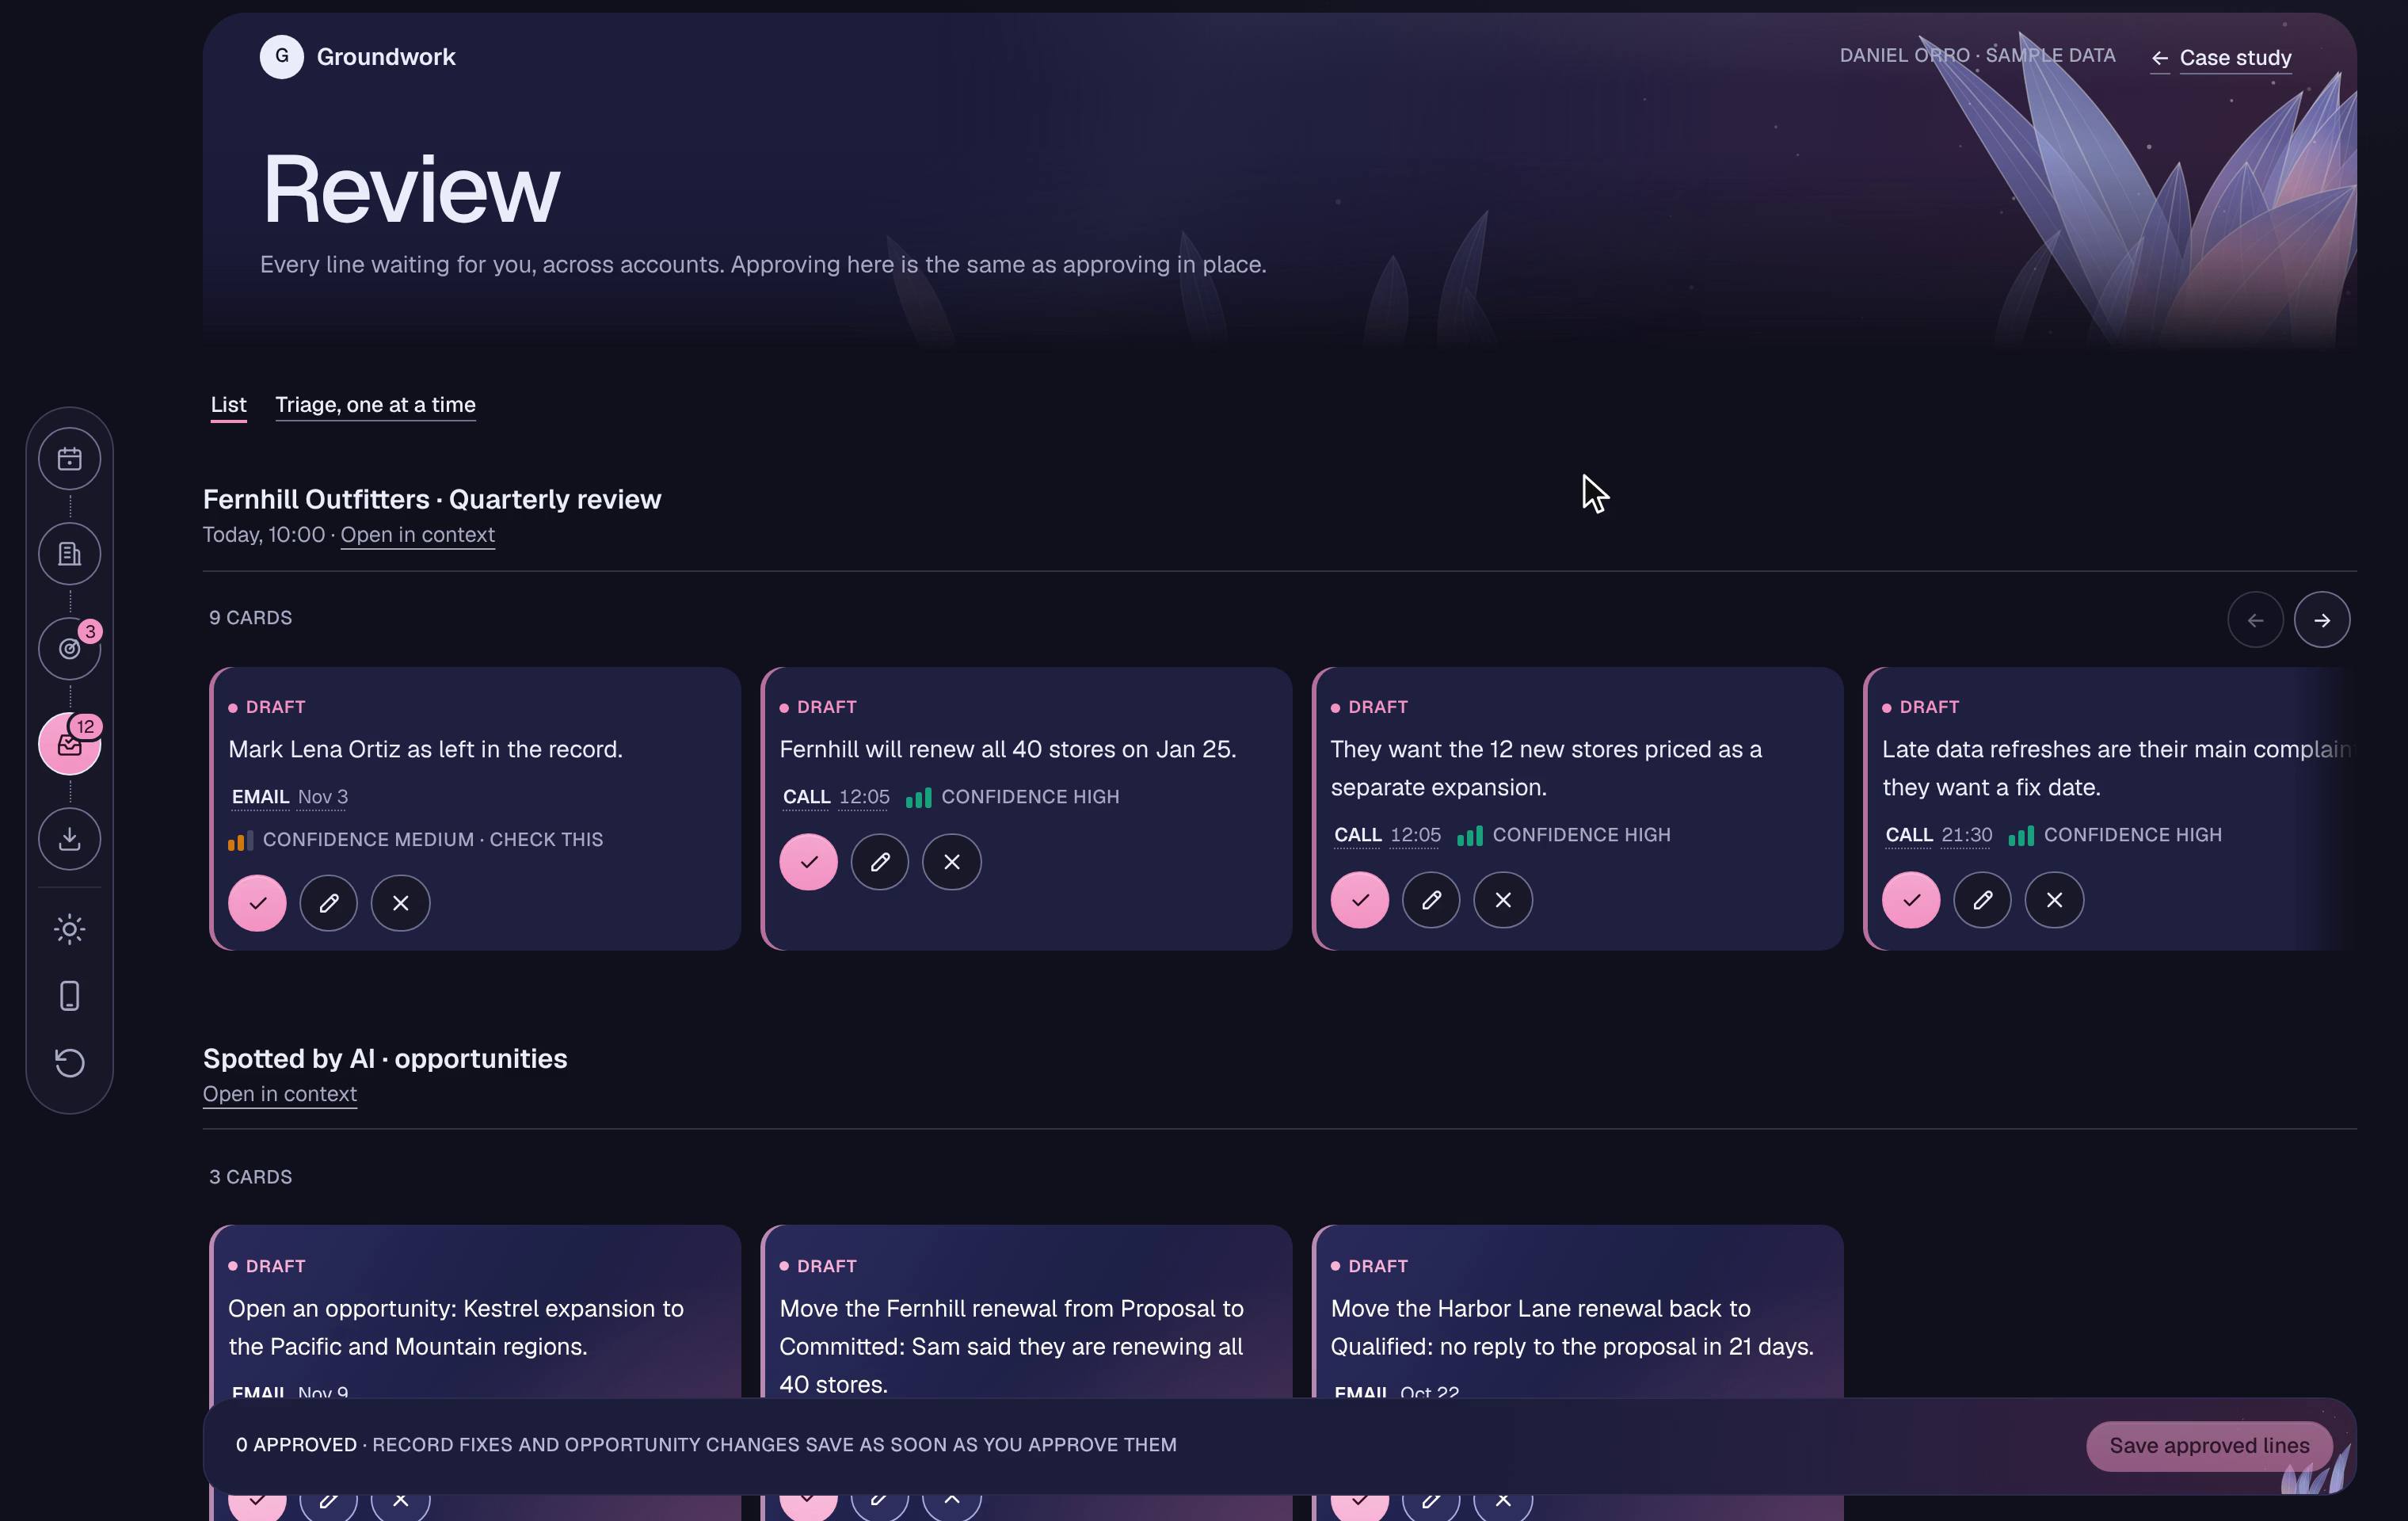 G Groundwork
DANIEL ORRO · SAMPLE DATA
← Case study
Review
Every line waiting for you, across accounts. Approving here is the same as approving in place.
List
Triage, one at a time
3
12
Fernhill Outfitters · Quarterly review
Today, 10:00 · Open in context
9 CARDS
DRAFT
Mark Lena Ortiz as left in the record.
EMAIL Nov 3
CONFIDENCE MEDIUM · CHECK THIS
DRAFT
Fernhill will renew all 40 stores on Jan 25.
CALL 12:05 CONFIDENCE HIGH
DRAFT
They want the 12 new stores priced as a
separate expansion.
CALL 12:05 CONFIDENCE HIGH
DRAFT
Late data refreshes are their main complain
they want a fix date.
CALL 21:30 CONFIDENCE HIGH
Spotted by AI · opportunities
Open in context
3 CARDS
DRAFT
Open an opportunity: Kestrel expansion to
the Pacific and Mountain regions.
EMAIL Nov 9
DRAFT
Move the Fernhill renewal from Proposal to
Committed: Sam said they are renewing all
40 stores.
DRAFT
Move the Harbor Lane renewal back to
Qualified: no reply to the proposal in 21 days.
EMAIL Oct 22
0 APPROVED · RECORD FIXES AND OPPORTUNITY CHANGES SAVE AS SOON AS YOU APPROVE THEM
Save approved lines